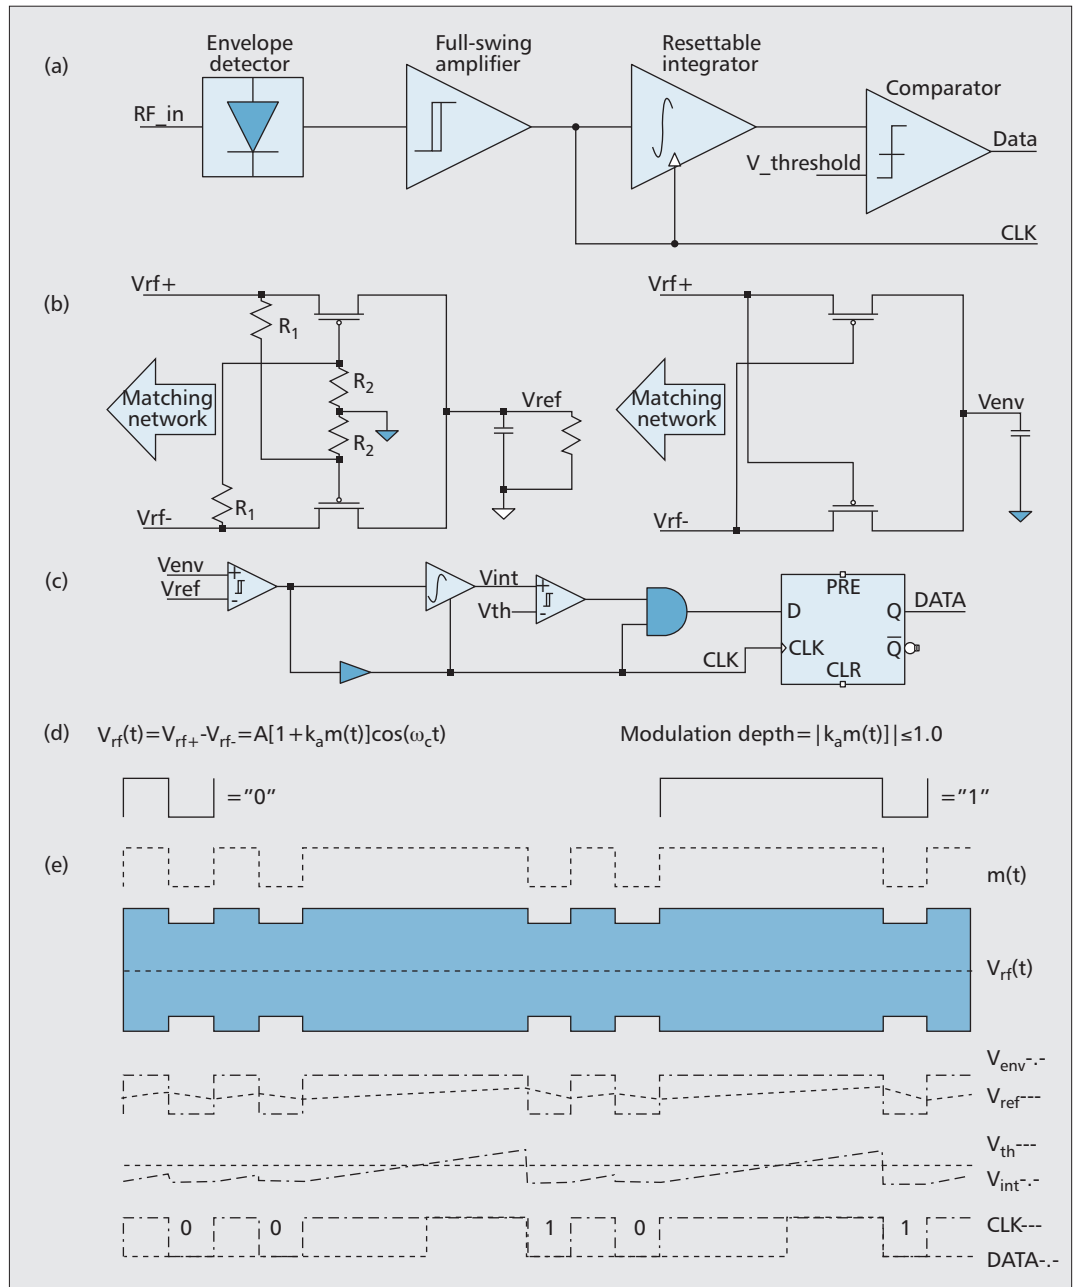 (a)
Envelope
detector
Full-swing
amplifier
Resettable
integrator
Comparator
RF_in
V_threshold
Data
CLK
(b)
Vrf+
R1
R2
R2
R1
Matching
network
Vref
Vrf-
Vrf+
Matching
network
Venv
Vrf-
(c)
Venv
Vref
+
-
Vint
Vth
+
-
CLK
PRE
D
Q
CLK
Q̅
CLR
DATA
(d)
Vrf(t)=Vrf+-Vrf-=A[1+kam(t)]cos(ωct)
Modulation depth=|kam(t)]|≤1.0
="0"
="1"
(e)
m(t)
Vrf(t)
Venv-.-
Vref---
Vth---
Vint-.-
0 0 1 0 1
CLK---
DATA-.-